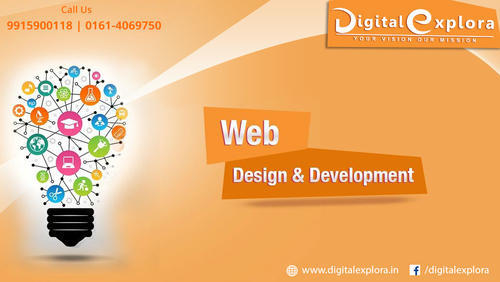 Call Us
9915900118 | 0161-4069750
Digital explora
YOUR VISION OUR MISSION
Web
Design & Development
www.digitalexplora.in
f /digitalexplora